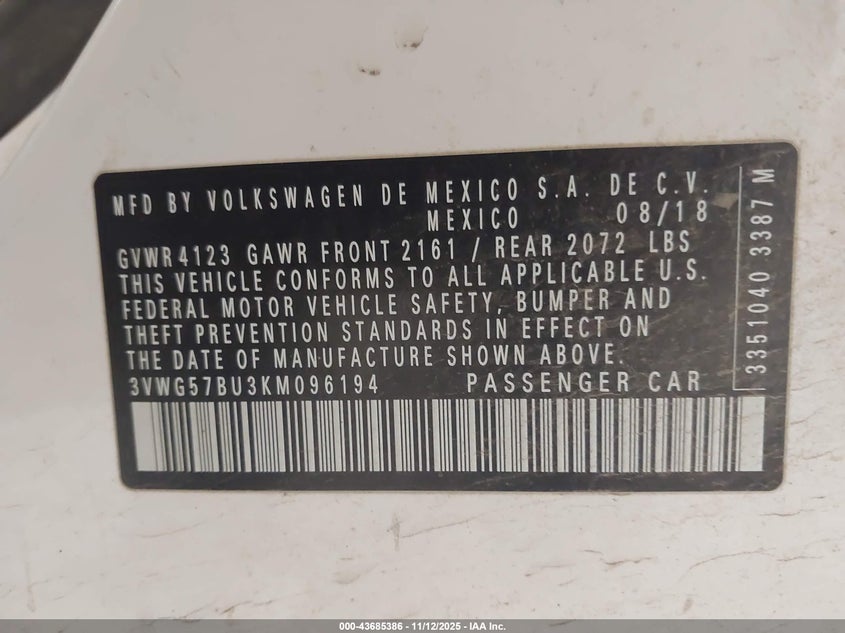 MFD BY VOLKSWAGEN DE MEXICO S.A. DE C.V.
MEXICO 08/18
GVWR 4123 GAWR FRONT 2161 / REAR 2072 LBS
THIS VEHICLE CONFORMS TO ALL APPLICABLE U.S.
FEDERAL MOTOR VEHICLE SAFETY, BUMPER AND
THEFT PREVENTION STANDARDS IN EFFECT ON
THE DATE OF MANUFACTURE SHOWN ABOVE.
3VWG57BU3KM096194 PASSENGER CAR
3351040 3387 M
000-43685386 - 11/12/2025 - IAA Inc.